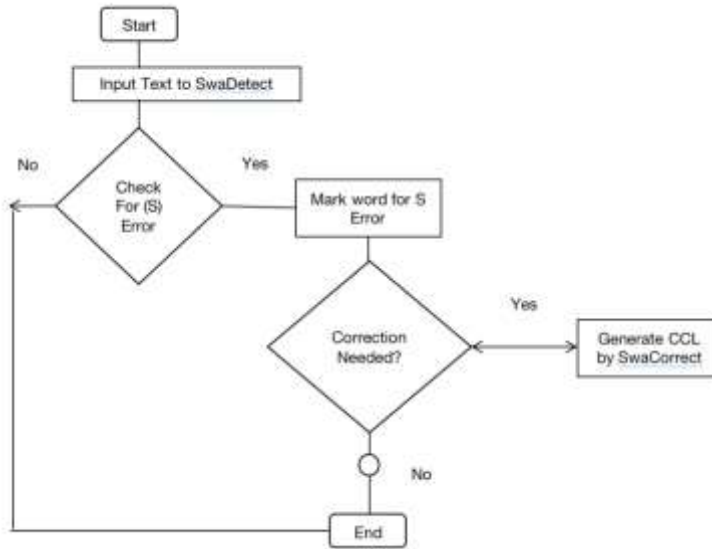 Start
Input Text to SwaDetect
No
Yes
Check
For (S)
Error
Mark word for S
Error
Yes
Correction
Needed?
Generate CCL
by SwaCorrect
No
End